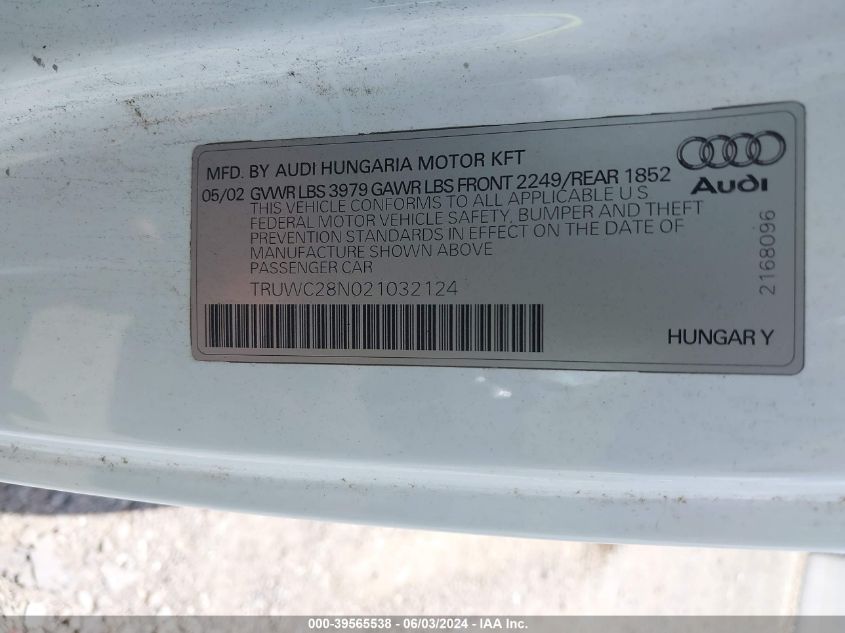 MFD. BY AUDI HUNGARIA MOTOR KFT
05/02 GVWR LBS 3979 GAWR LBS FRONT 2249/REAR 1852
THIS VEHICLE CONFORMS TO ALL APPLICABLE U S
FEDERAL MOTOR VEHICLE SAFETY, BUMPER AND THEFT
PREVENTION STANDARDS IN EFFECT ON THE DATE OF
MANUFACTURE SHOWN ABOVE
PASSENGER CAR
TRUWC28N021032124
Audi
2168096
HUNGARY
000-39565538 - 06/03/2024 - IAA Inc.